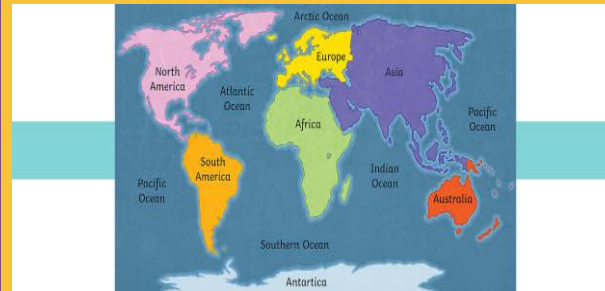 Arctic Ocean
Europe
North
America
Asia
Atlantic
Ocean
Pacific
Ocean
Africa
South
America
Indian
Ocean
Pacific
Ocean
Australia
Southern Ocean
Antartica